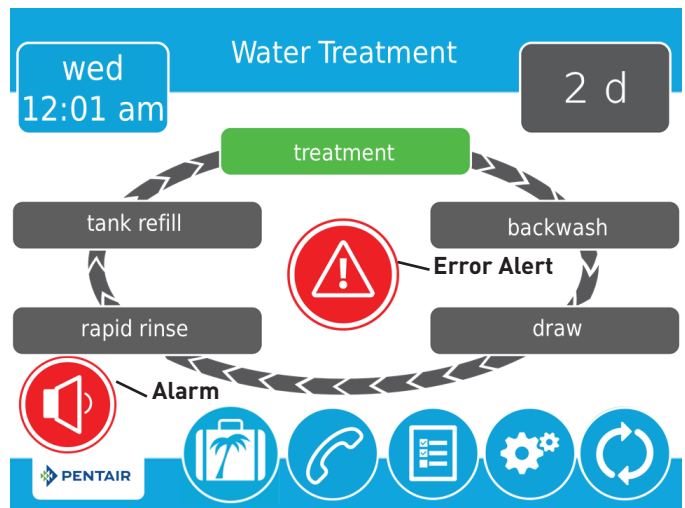 Water Treatment
wed
12:01 am
2 d
treatment
tank refill
backwash
Error Alert
rapid rinse
draw
Alarm
PENTAIR